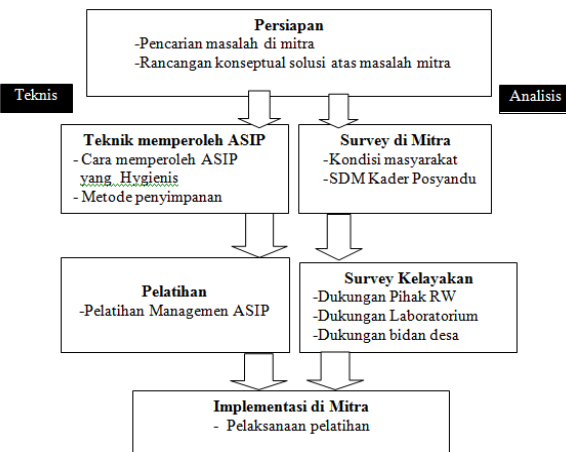 Persiapan
-Pencarian masalah di mitra
-Rancangan konseptual solusi atas masalah mitra
Teknis
Analisis
Teknik memperoleh ASIP
- Cara memperoleh ASIP
yang Hygienis
- Metode penyimpanan
Survey di Mitra
-Kondisi masyarakat
-SDM Kader Posyandu
Pelatihan
-Pelatihan Managemen ASIP
Survey Kelayakan
-Dukungan Pihak RW
-Dukungan Laboratorium
-Dukungan bidan desa
Implementasi di Mitra
- Pelaksanaan pelatihan